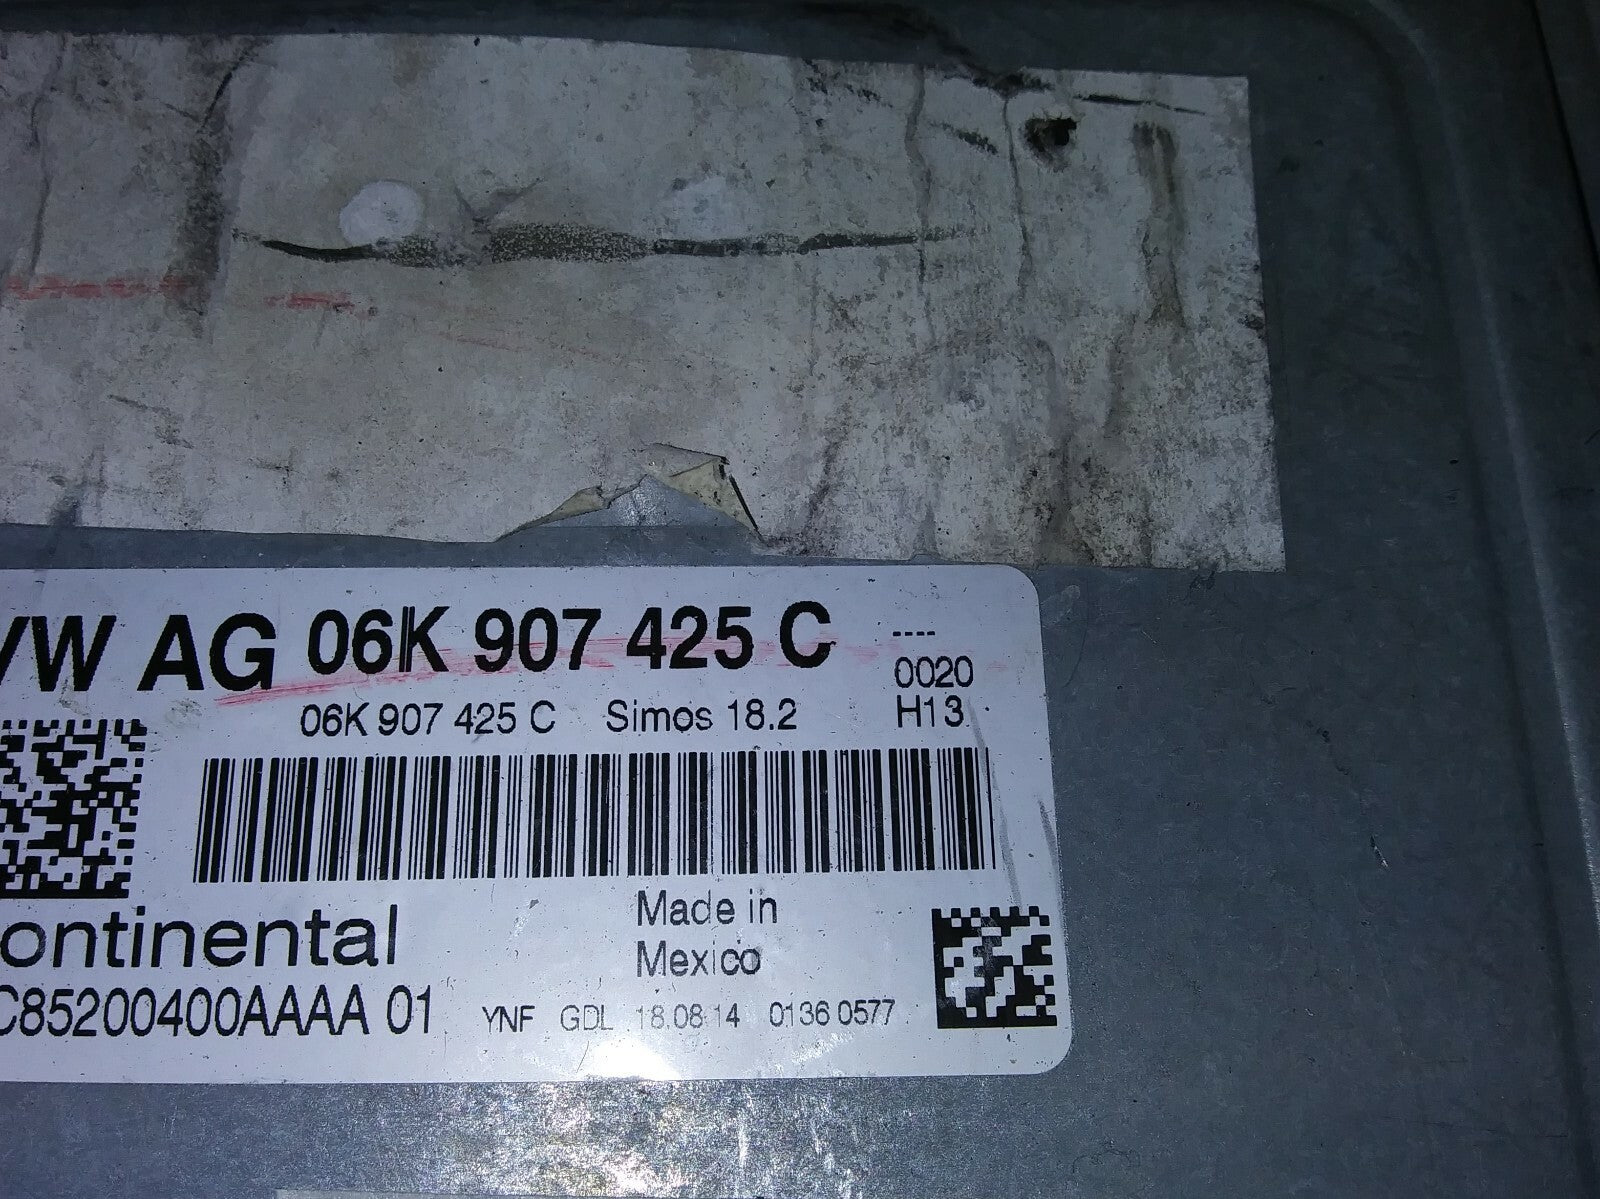 VW AG 06K 907 425 C ----
0020
06K 907 425 C Simos 18.2 H13
ontinental
Made in
Mexico
C85200400AAAA 01 YNF GDL 18.08.14 0136 0577